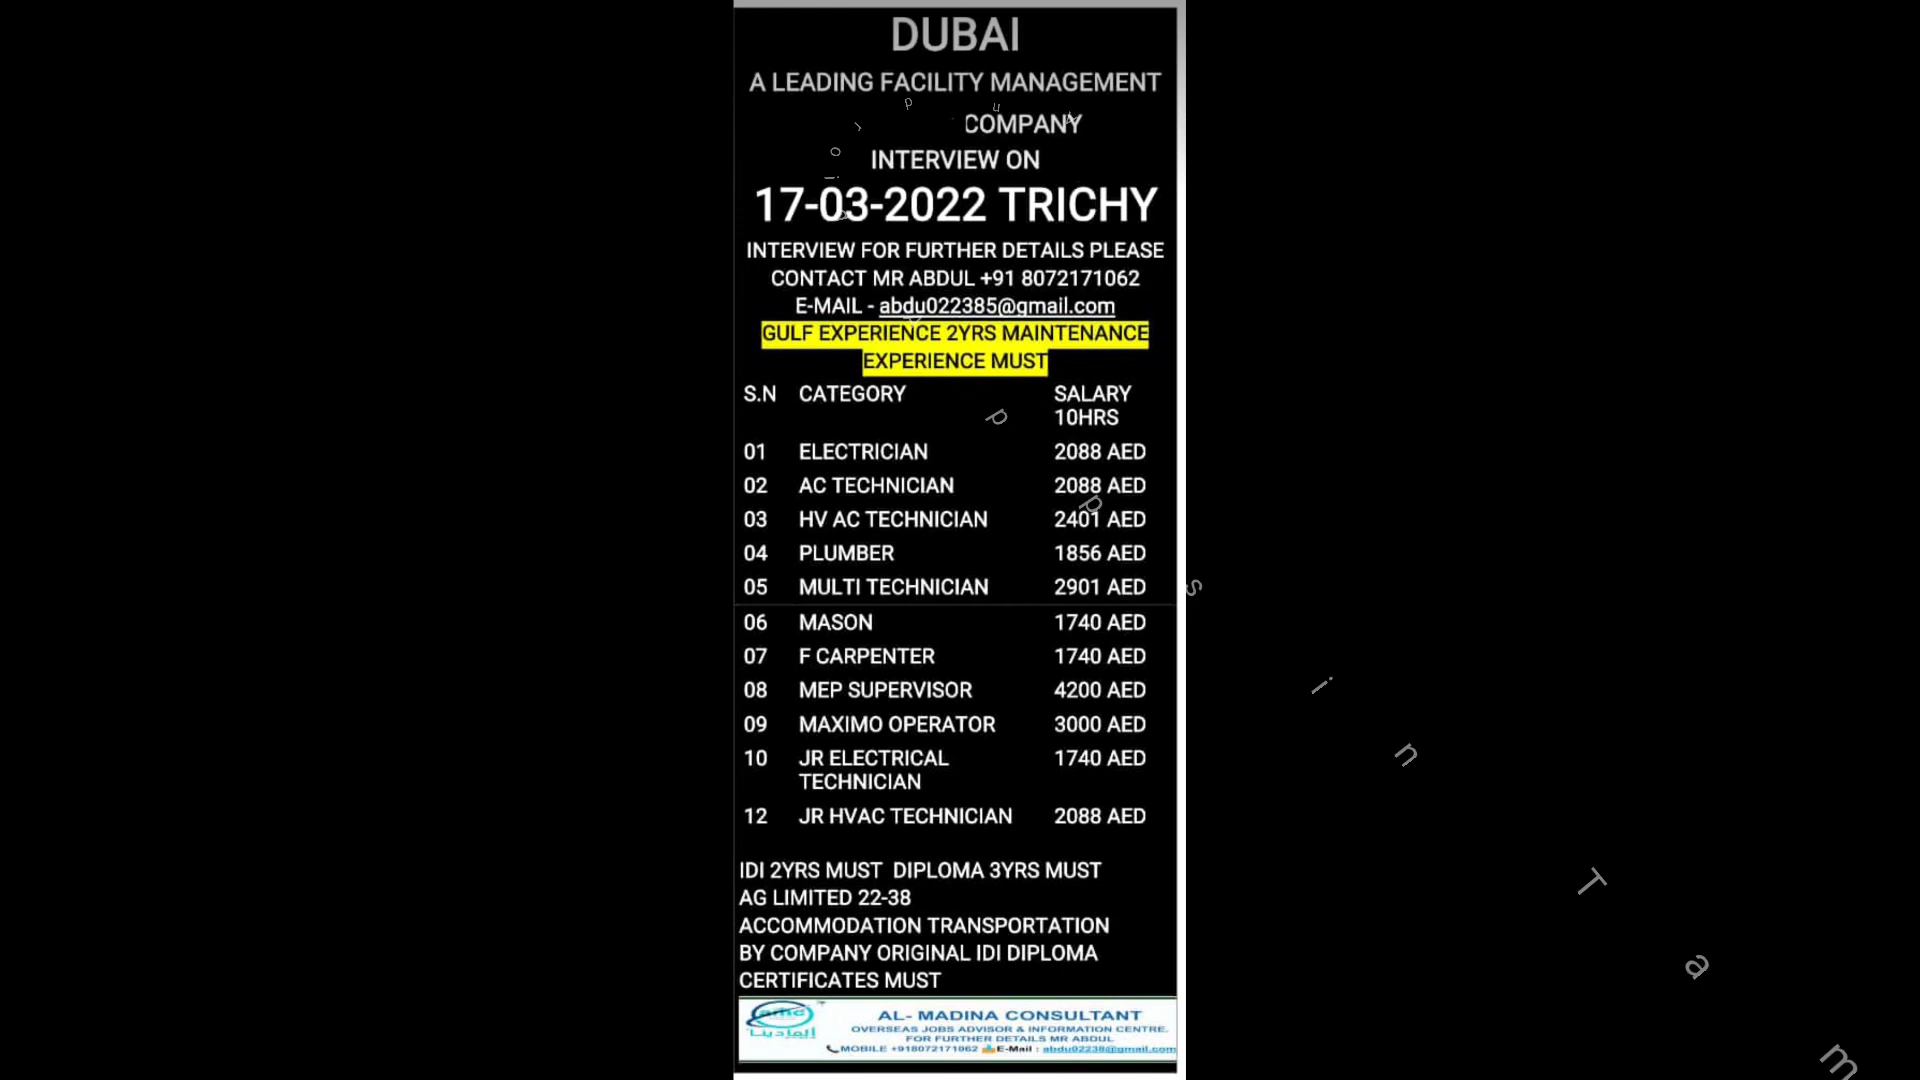 DUBAI
A LEADING FACILITY MANAGEMENT
COMPANY
INTERVIEW ON
17-03-2022 TRICHY
INTERVIEW FOR FURTHER DETAILS PLEASE
CONTACT MR ABDUL +91 8072171062
E-MAIL - abdu022385@gmail.com
GULF EXPERIENCE 2YRS MAINTENANCE
EXPERIENCE MUST
S.N CATEGORY SALARY
10HRS
01 ELECTRICIAN 2088 AED
02 AC TECHNICIAN 2088 AED
03 HV AC TECHNICIAN 2401 AED
04 PLUMBER 1856 AED
05 MULTI TECHNICIAN 2901 AED
06 MASON 1740 AED
07 F CARPENTER 1740 AED
08 MEP SUPERVISOR 4200 AED
09 MAXIMO OPERATOR 3000 AED
10 JR ELECTRICAL 1740 AED
TECHNICIAN
12 JR HVAC TECHNICIAN 2088 AED
IDI 2YRS MUST DIPLOMA 3YRS MUST
AG LIMITED 22-38
ACCOMMODATION TRANSPORTATION
BY COMPANY ORIGINAL IDI DIPLOMA
CERTIFICATES MUST
AL- MADINA CONSULTANT
OVERSEAS JOBS ADVISOR & INFORMATION CENTRE.
FOR FURTHER DETAILS MR ABDUL
MOBILE +918072171062 E-Mail : abdu02238@gmail.com